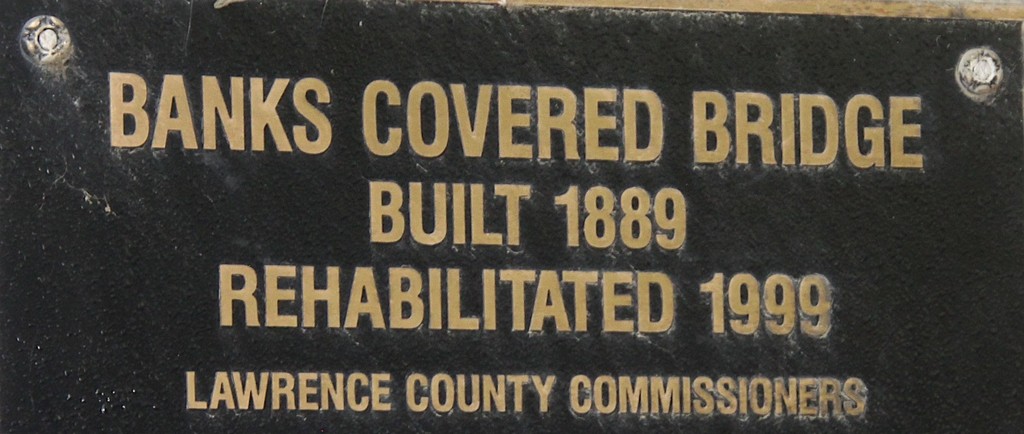 BANKS COVERED BRIDGE
BUILT 1889
REHABILITATED 1999
LAWRENCE COUNTY COMMISSIONERS